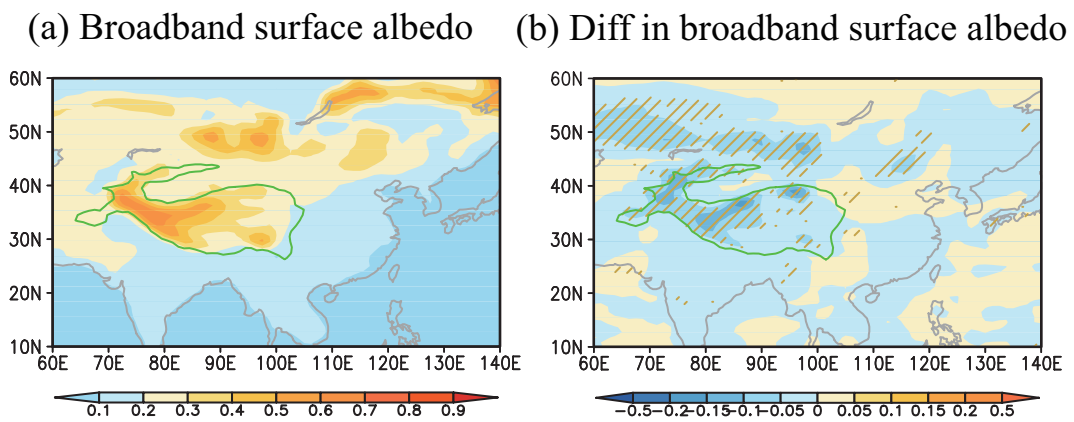 (a) Broadband surface albedo
(b) Diff in broadband surface albedo
60N
50N
40N
30N
20N
10N
60E 70E 80E 90E 100E 110E 120E 130E 140E
0.1 0.2 0.3 0.4 0.5 0.6 0.7 0.8 0.9
60N
50N
40N
30N
20N
10N
60E 70E 80E 90E 100E 110E 120E 130E 140E
-0.5 -0.2 -0.15 -0.1 -0.05 0 0.05 0.1 0.15 0.2 0.5